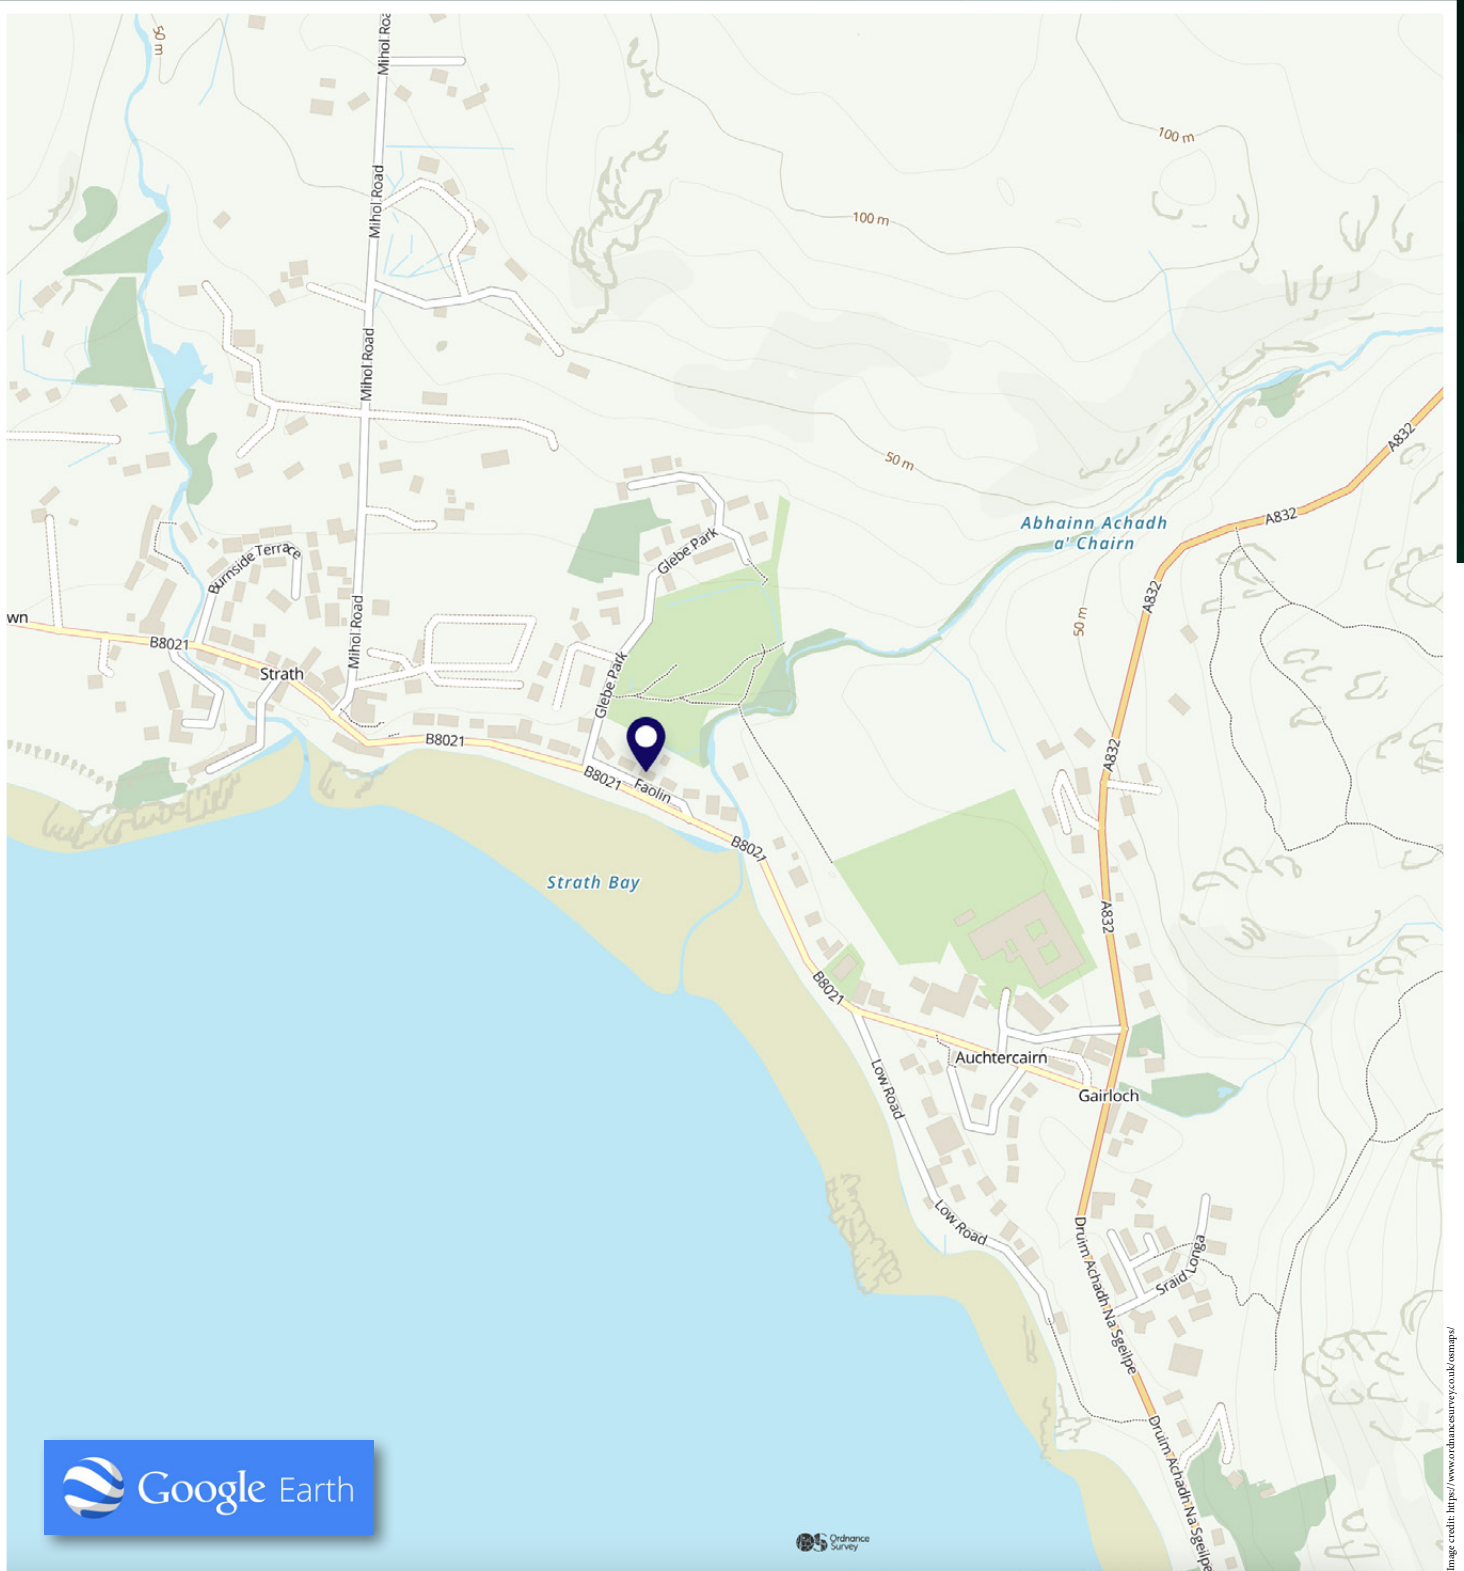 50 m
Mihol Roa
100 m
Mihol Road
100 m
Mihol Road
A832
50 m
A832
Abhainn Achadh
a' Chairn
Glebe Park
Burnside Terrace
A832
50 m
Mihol Road
wn
B8021
Strath
Glebe Park
B8021
A832
B8021
Faolin
B8021
Strath Bay
A832
B8021
Auchtercairn
Low Road
Gairloch
Low Road
Druim Achadh Na Sgeilpe
Sraid Longa
Druim Achadh Na Sgeilpe
Google Earth
OS Ordnance
Survey
Image credit: https://www.ordnancesurvey.co.uk/osmaps/